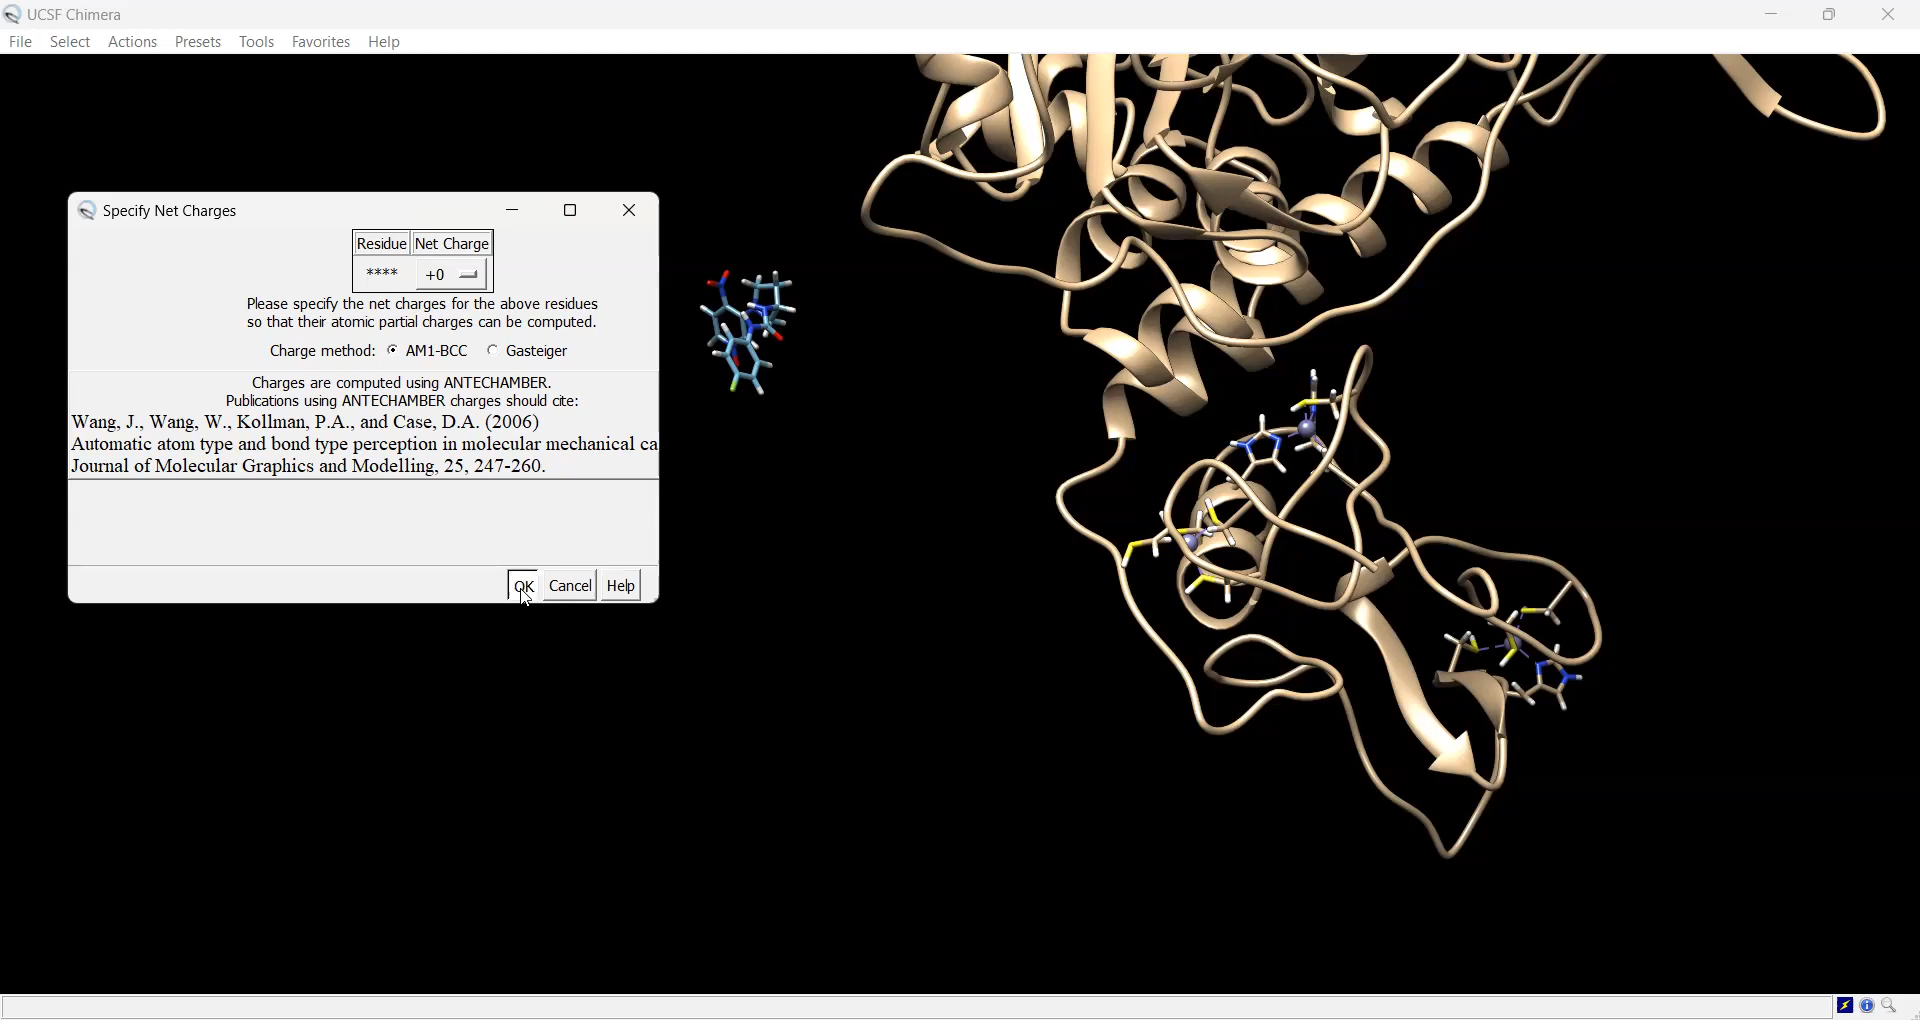 UCSF Chimera
File Select Actions Presets Tools Favorites Help
Specify Net Charges
Residue Net Charge
**** +0
Please specify the net charges for the above residues
so that their atomic partial charges can be computed.
Charge method: AM1-BCC Gasteiger
Charges are computed using ANTECHAMBER.
Publications using ANTECHAMBER charges should cite:
Wang, J., Wang, W., Kollman, P.A., and Case, D.A. (2006)
Automatic atom type and bond type perception in molecular mechanical ca
Journal of Molecular Graphics and Modelling, 25, 247-260.
OK Cancel Help